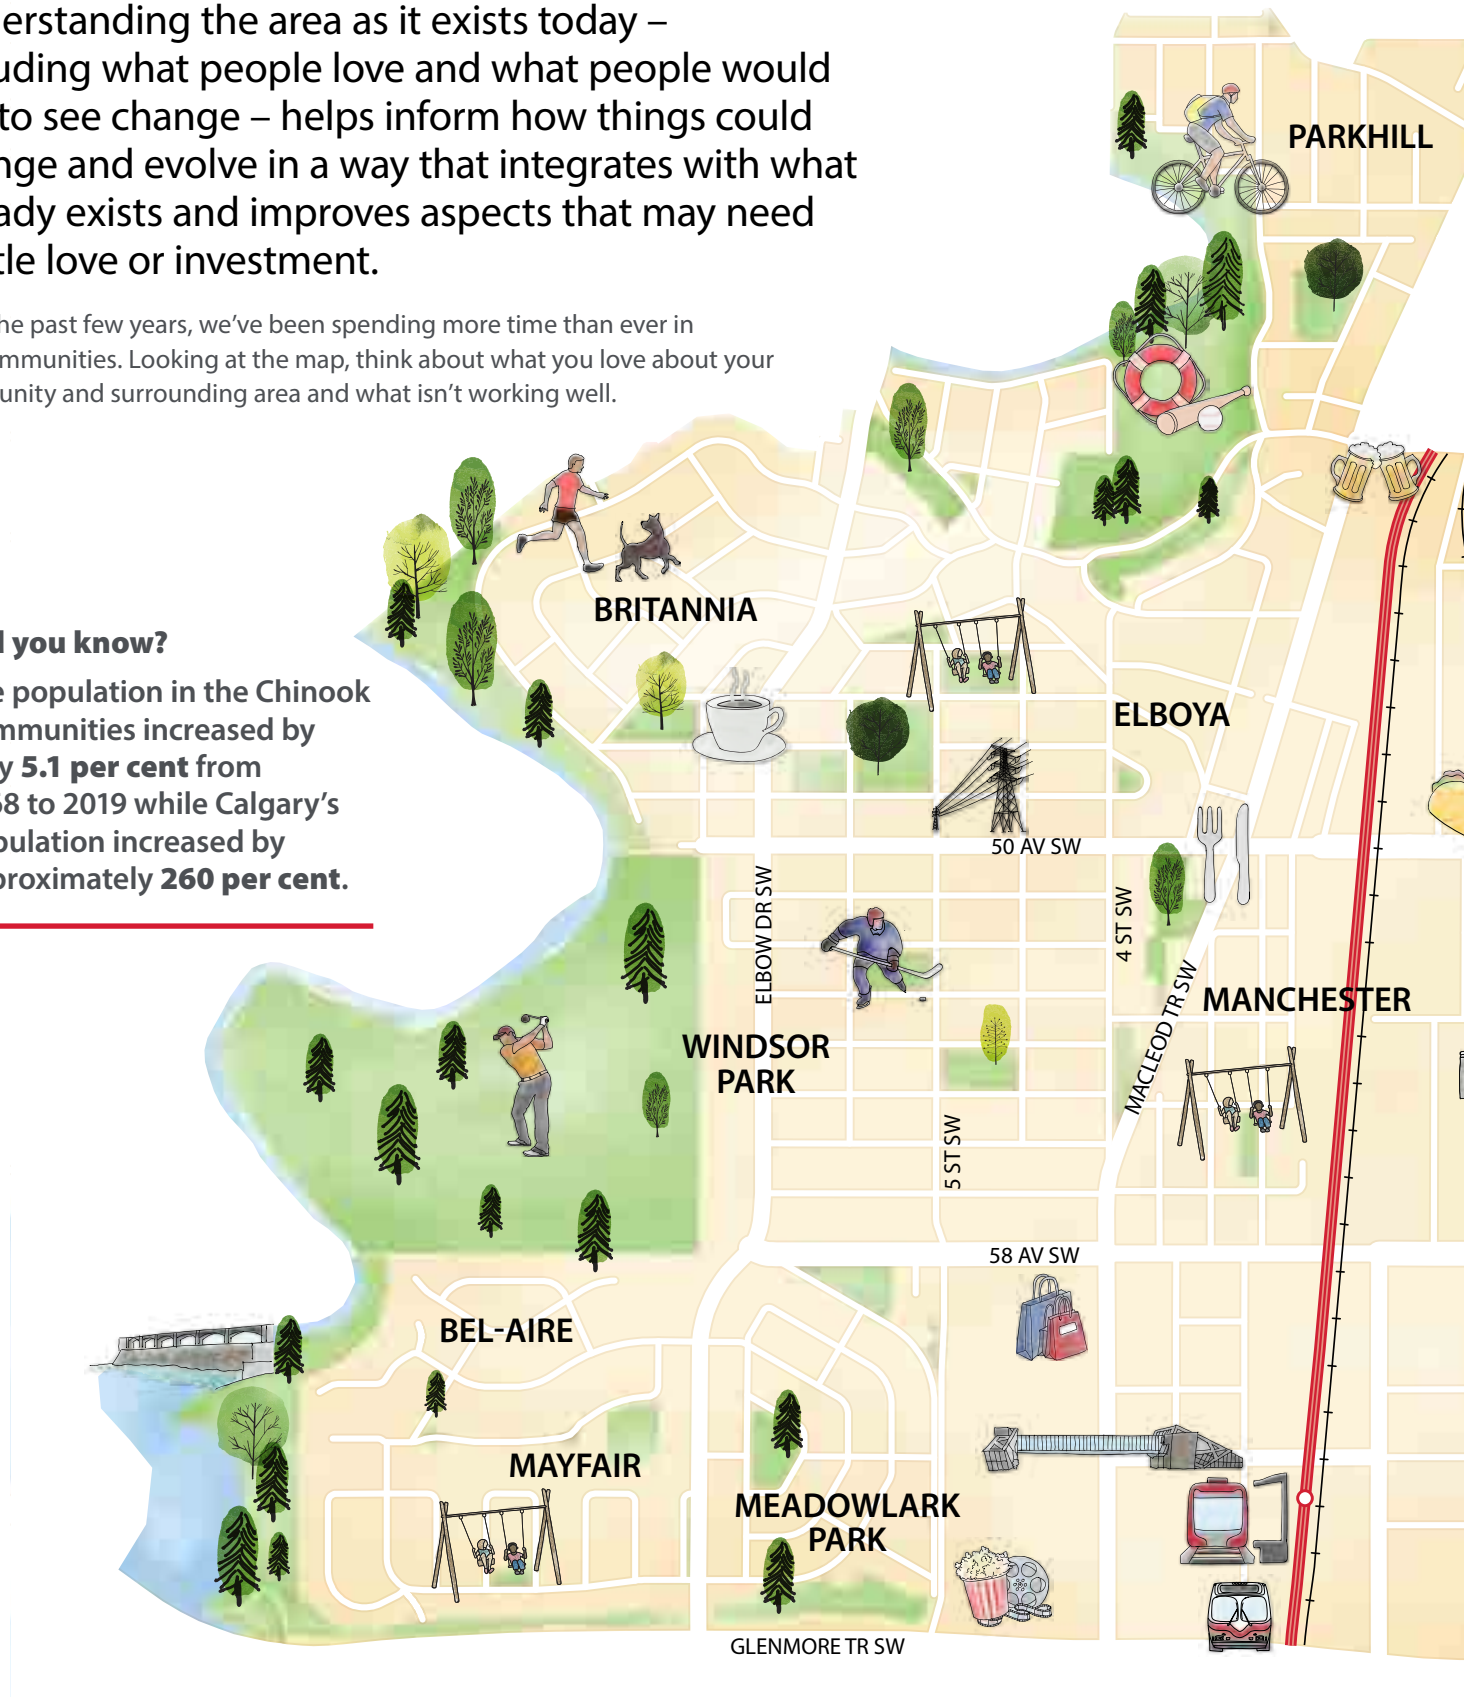 erstanding the area as it exists today –
uding what people love and what people would
to see change – helps inform how things could
nge and evolve in a way that integrates with what
ady exists and improves aspects that may need
tle love or investment.
he past few years, we've been spending more time than ever in
mmunities. Looking at the map, think about what you love about your
unity and surrounding area and what isn't working well.
d you know?
e population in the Chinook
mmunities increased by
y 5.1 per cent from
58 to 2019 while Calgary's
pulation increased by
proximately 260 per cent.
PARKHILL
BRITANNIA
ELBOYA
50 AV SW
ELBOW DR SW
4 ST SW
MACLEOD TR SW
MANCHESTER
WINDSOR
PARK
5 ST SW
58 AV SW
BEL-AIRE
MAYFAIR
MEADOWLARK
PARK
GLENMORE TR SW